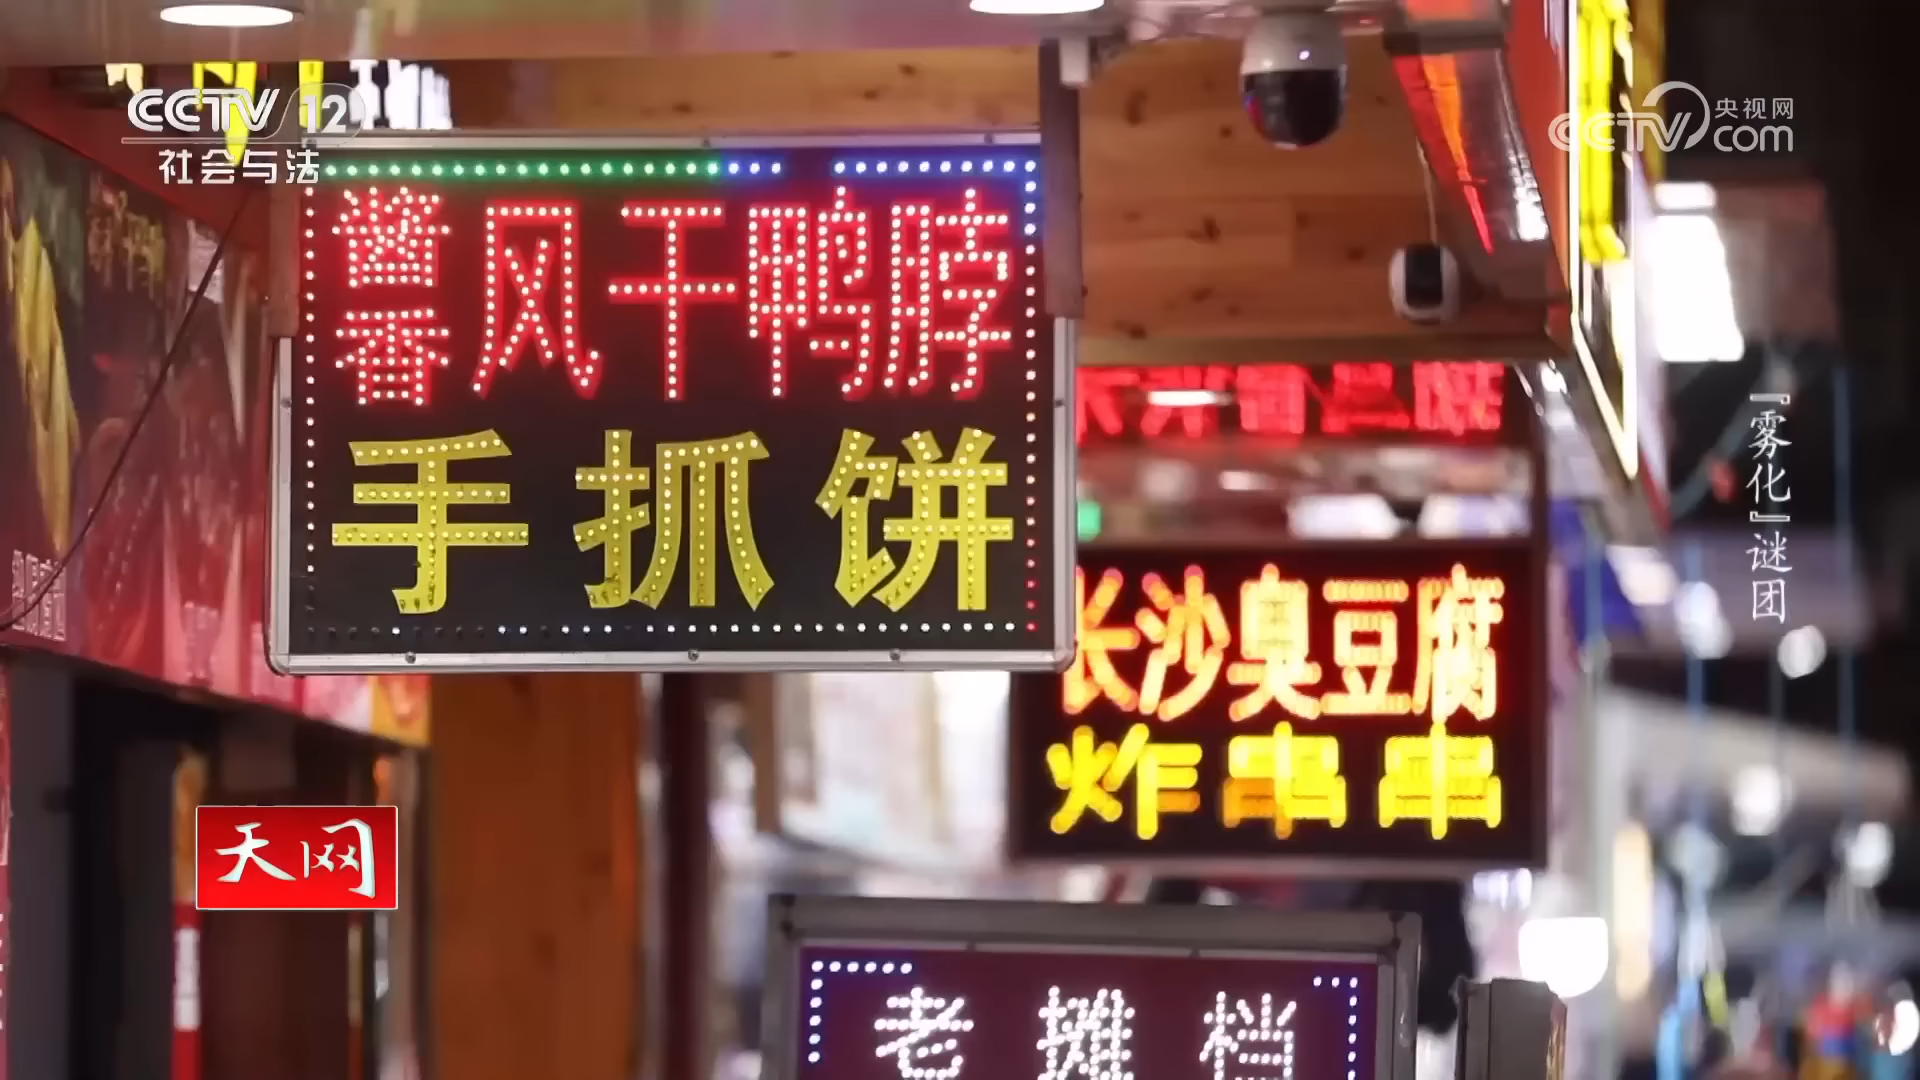 CCTV 12
社会与法
央视网
CCTV.com
酱香风干鸭脖
手抓饼
『雾化』谜团
长沙臭豆腐
炸串串
天网
老摊档